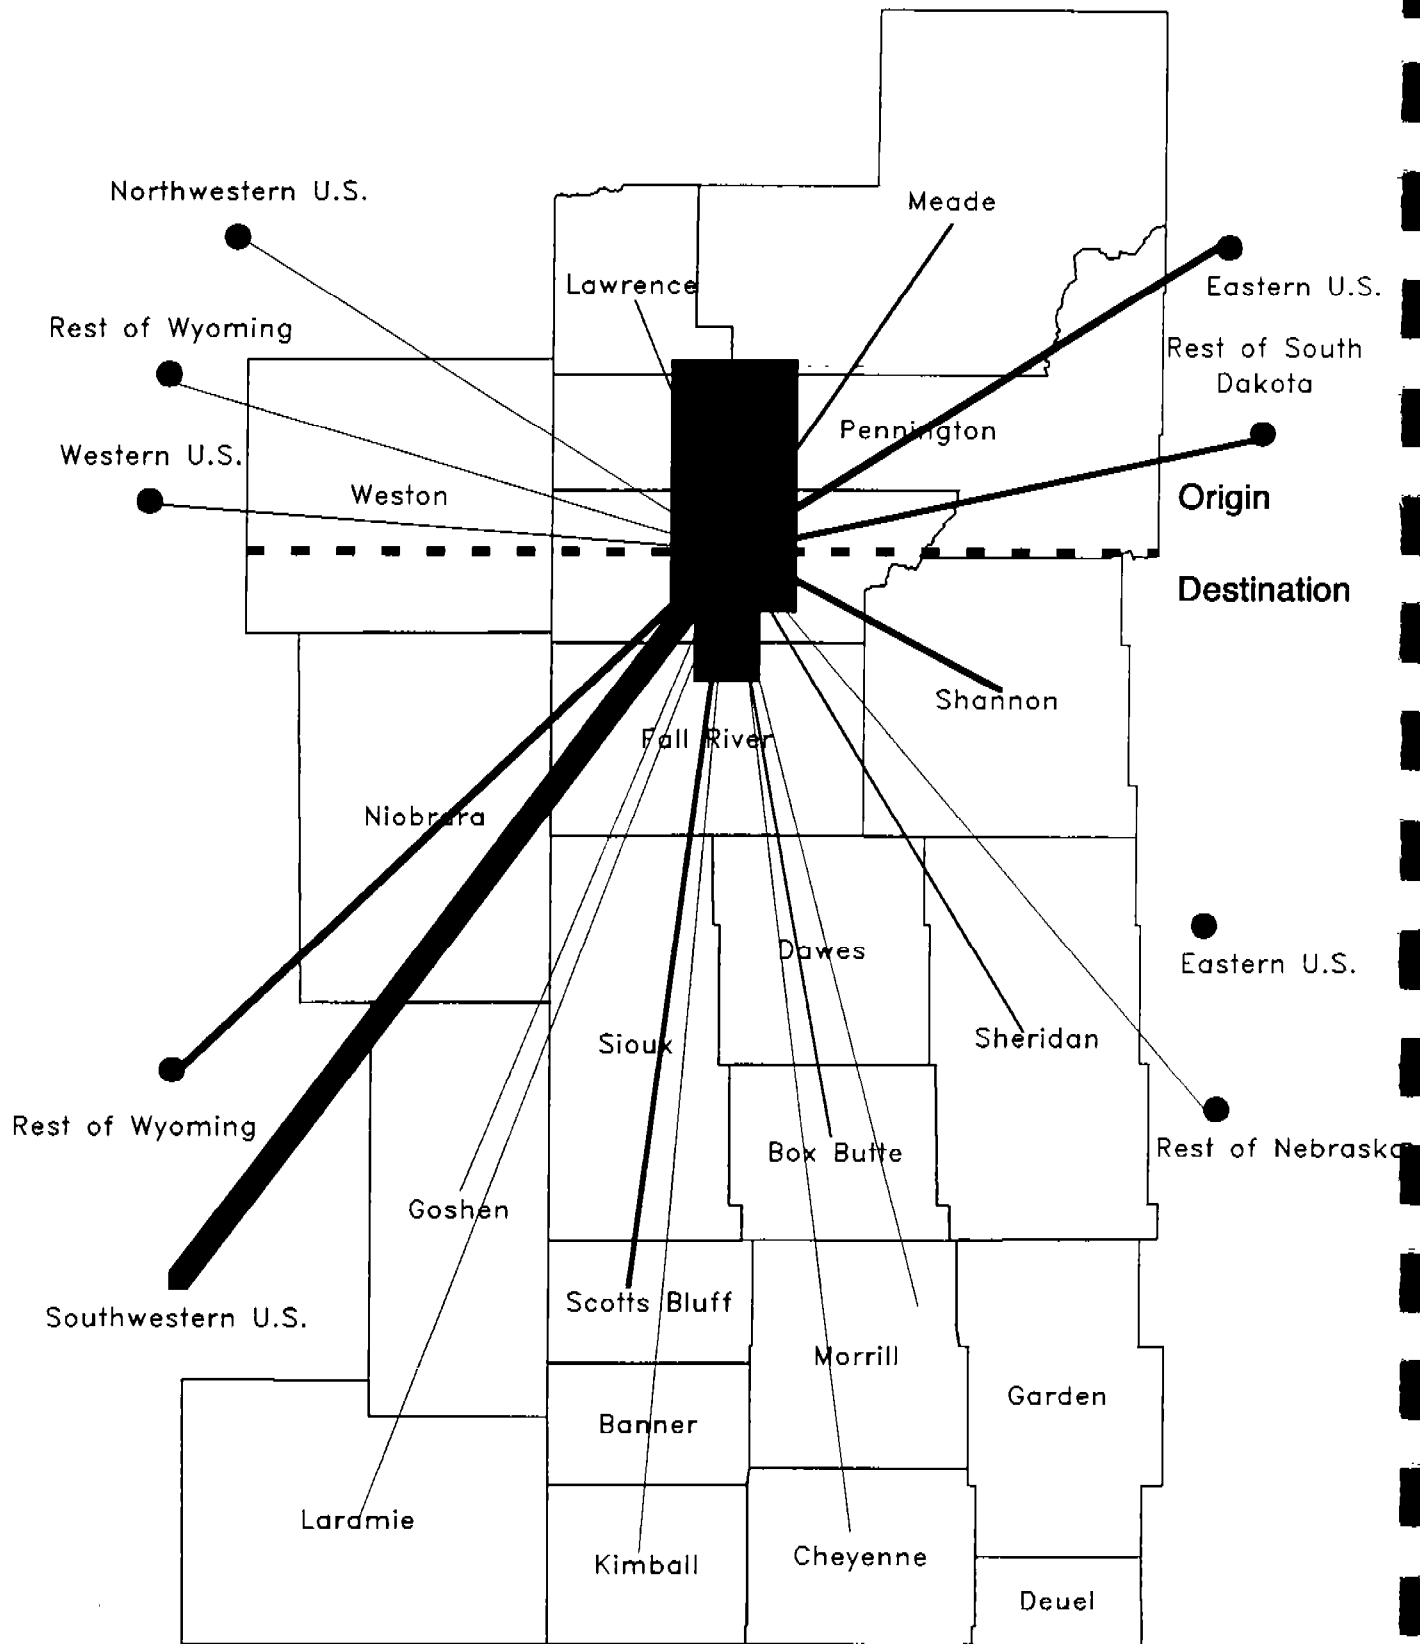 Northwestern U.S.
Meade
Lawrence
Eastern U.S.
Rest of Wyoming
Rest of South
Dakota
Pennington
Western U.S.
Weston
Origin
Destination
Shannon
Fall River
Niobrara
Dawes
Eastern U.S.
Sioux
Sheridan
Rest of Wyoming
Box Butte
Rest of Nebraska
Goshen
Scotts Bluff
Southwestern U.S.
Morrill
Garden
Banner
Laramie
Kimball
Cheyenne
Deuel